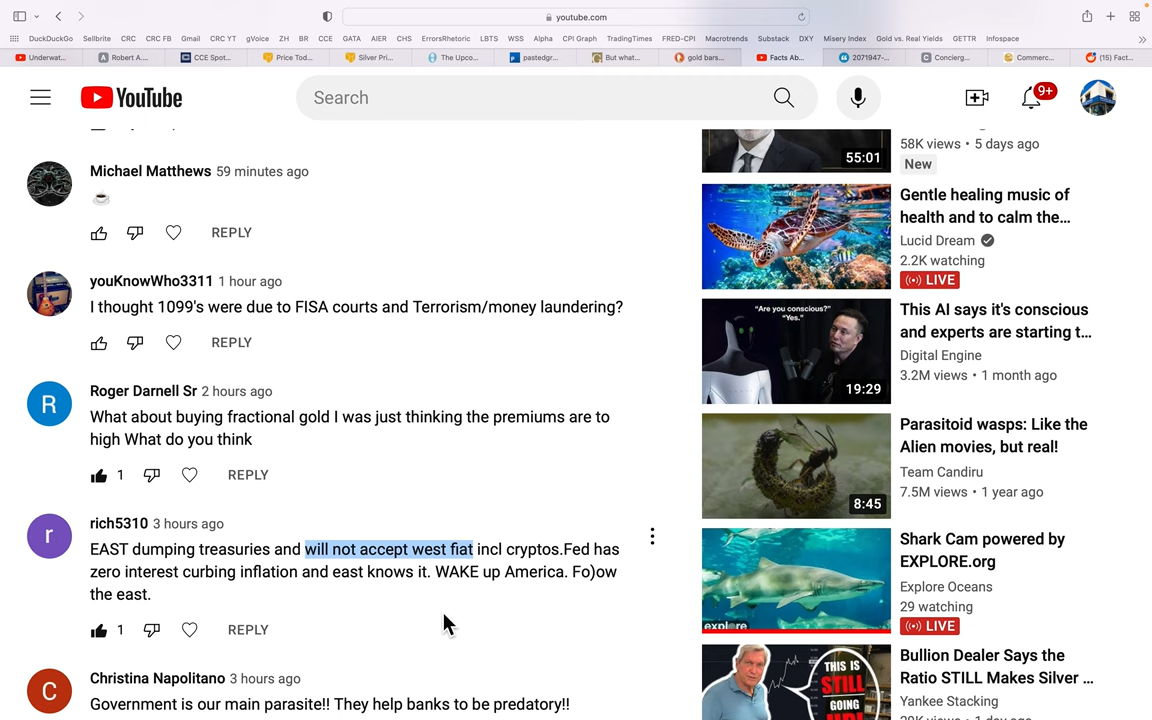 youtube.com
DuckDuckGo Sellbrite CRC CRC FB Gmail CRC YT gVoice ZH BR CCE GATA AIER CHS ErrorsRhetoric LBTS WSS Alpha CPI Graph TradingTimes FRED-CPI Macrotrends Substack DXY Misery Index Gold vs. Real Yields GETTR Infospace
Underwat... Robert A.... CCE Spot... Price Tod... Silver Pri... The Upco... pastedgr... But what... gold bars... Facts Ab... 2071947-... Concierg... Commerc... (15) Fact...
YouTube
Search
9+
Michael Matthews 59 minutes ago
REPLY
youKnowWho3311 1 hour ago
I thought 1099's were due to FISA courts and Terrorism/money laundering?
REPLY
Roger Darnell Sr 2 hours ago
What about buying fractional gold I was just thinking the premiums are to
high What do you think
1 REPLY
r
R
rich5310 3 hours ago
EAST dumping treasuries and will not accept west fiat incl cryptos.Fed has
zero interest curbing inflation and east knows it. WAKE up America. Fo)ow
the east.
1 REPLY
C
Christina Napolitano 3 hours ago
Government is our main parasite!! They help banks to be predatory!!
55:01
58K views • 5 days ago
New
Gentle healing music of
health and to calm the...
Lucid Dream
2.2K watching
LIVE
"Are you conscious?"
"Yes."
19:29
This AI says it's conscious
and experts are starting t...
Digital Engine
3.2M views • 1 month ago
8:45
Parasitoid wasps: Like the
Alien movies, but real!
Team Candiru
7.5M views • 1 year ago
explore
Shark Cam powered by
EXPLORE.org
Explore Oceans
29 watching
LIVE
THIS IS
STILL
GOING
Bullion Dealer Says the
Ratio STILL Makes Silver ...
Yankee Stacking